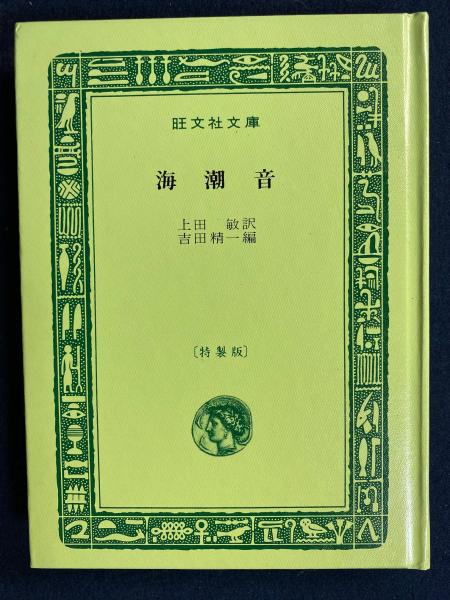 旺文社文庫
海潮音
上田 敏訳
吉田精一編
〔特製版〕